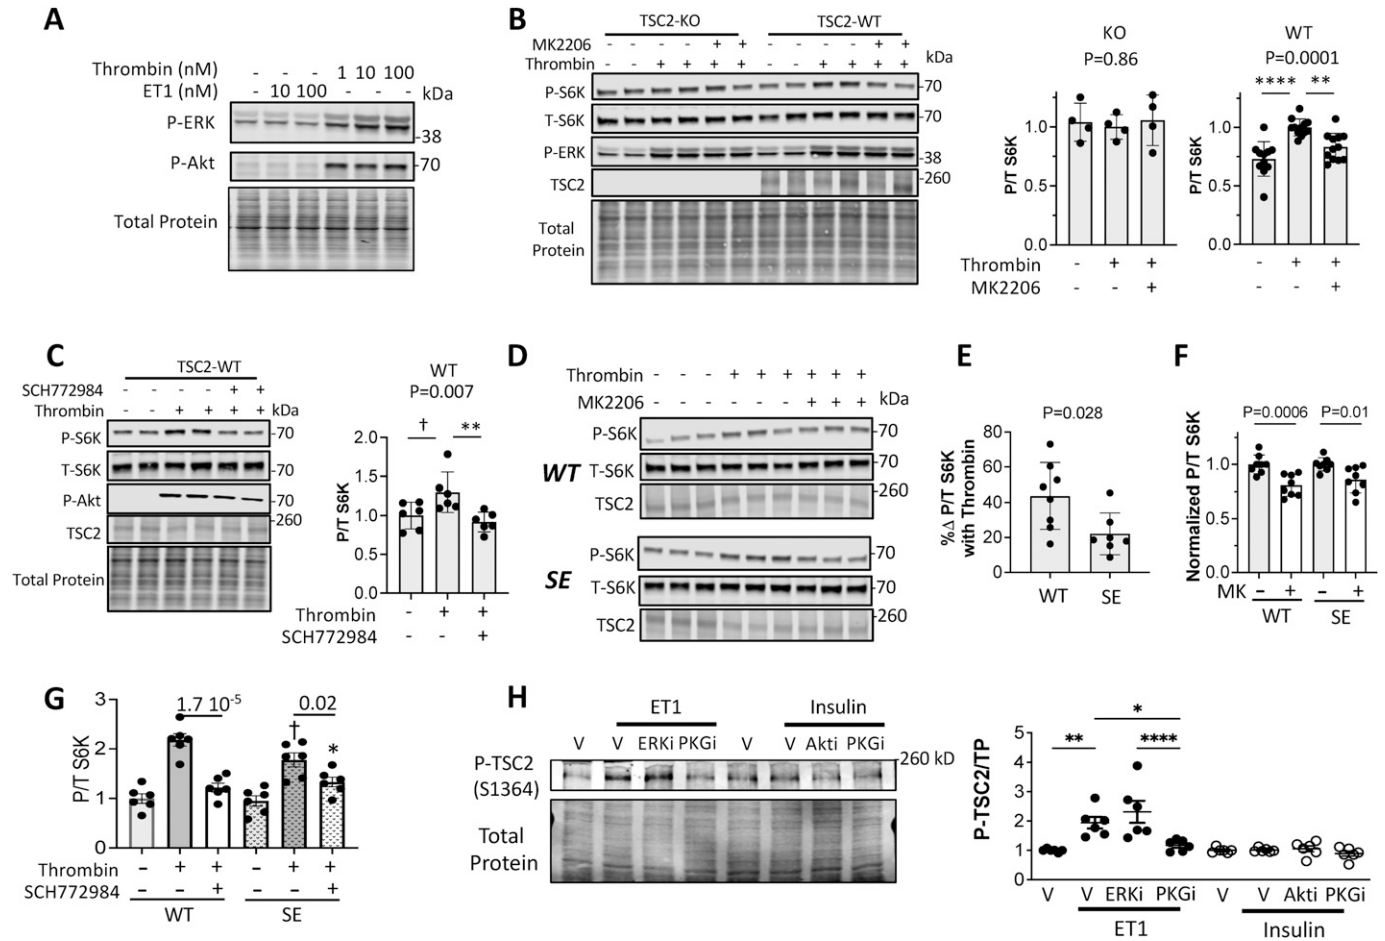 A
Thrombin (nM) - - - 1 10 100
ET1 (nM) - 10 100 - - - kDa
P-ERK -38
P-Akt -70
Total Protein
B
TSC2-KO TSC2-WT
MK2206 - - - - + + - - - - + + kDa
Thrombin - - + + + + - - + + + +
P-S6K -70
T-S6K -70
P-ERK -38
TSC2 -260
Total
Protein
KO
P=0.86
P/T S6K
1.0
0.5
0.0
Thrombin - + +
MK2206 - - +
WT
P=0.0001
**** **
P/T S6K
1.0
0.5
0.0
- + +
- - +
C
TSC2-WT
SCH772984 - - - - + +
Thrombin - - + + + + kDa
P-S6K -70
T-S6K -70
P-Akt -70
TSC2 -260
Total Protein
WT
P=0.007
† **
P/T S6K
2.0
1.5
1.0
0.5
0.0
Thrombin - + +
SCH772984 - - +
D
Thrombin - - - + + + + + +
MK2206 - - - - - - + + + kDa
WT
P-S6K -70
T-S6K -70
TSC2 -260
SE
P-S6K -70
T-S6K -70
TSC2 -260
E
P=0.028
%Δ P/T S6K
with Thrombin
80
60
40
20
0
WT SE
F
P=0.0006 P=0.01
Normalized P/T S6K
1.0
0.5
0.0
MK - + - +
WT SE
G
P/T S6K
3
2
1
0
1.7 10-5 0.02
† *
Thrombin - + + - + +
SCH772984 - - + - - +
WT SE
H
ET1 Insulin
V V ERKi PKGi V V Akti PKGi
P-TSC2
(S1364)
-260 kD
Total
Protein
P-TSC2/TP
5
4
3
2
1
0
*
** ****
V V ERKi PKGi V V Akti PKGi
ET1 Insulin